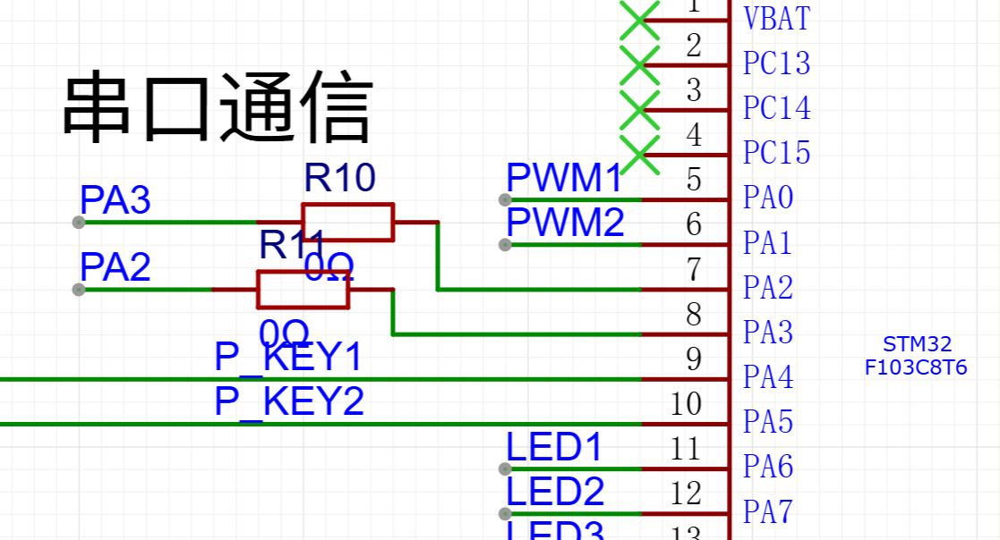 串口通信
PA3
R10
0Ω
PA2
R11
0Ω
P_KEY1
P_KEY2
PWM1
PWM2
LED1
LED2
LED3
1 VBAT
2 PC13
3 PC14
4 PC15
5 PA0
6 PA1
7 PA2
8 PA3
9 PA4
10 PA5
11 PA6
12 PA7
13
STM32
F103C8T6